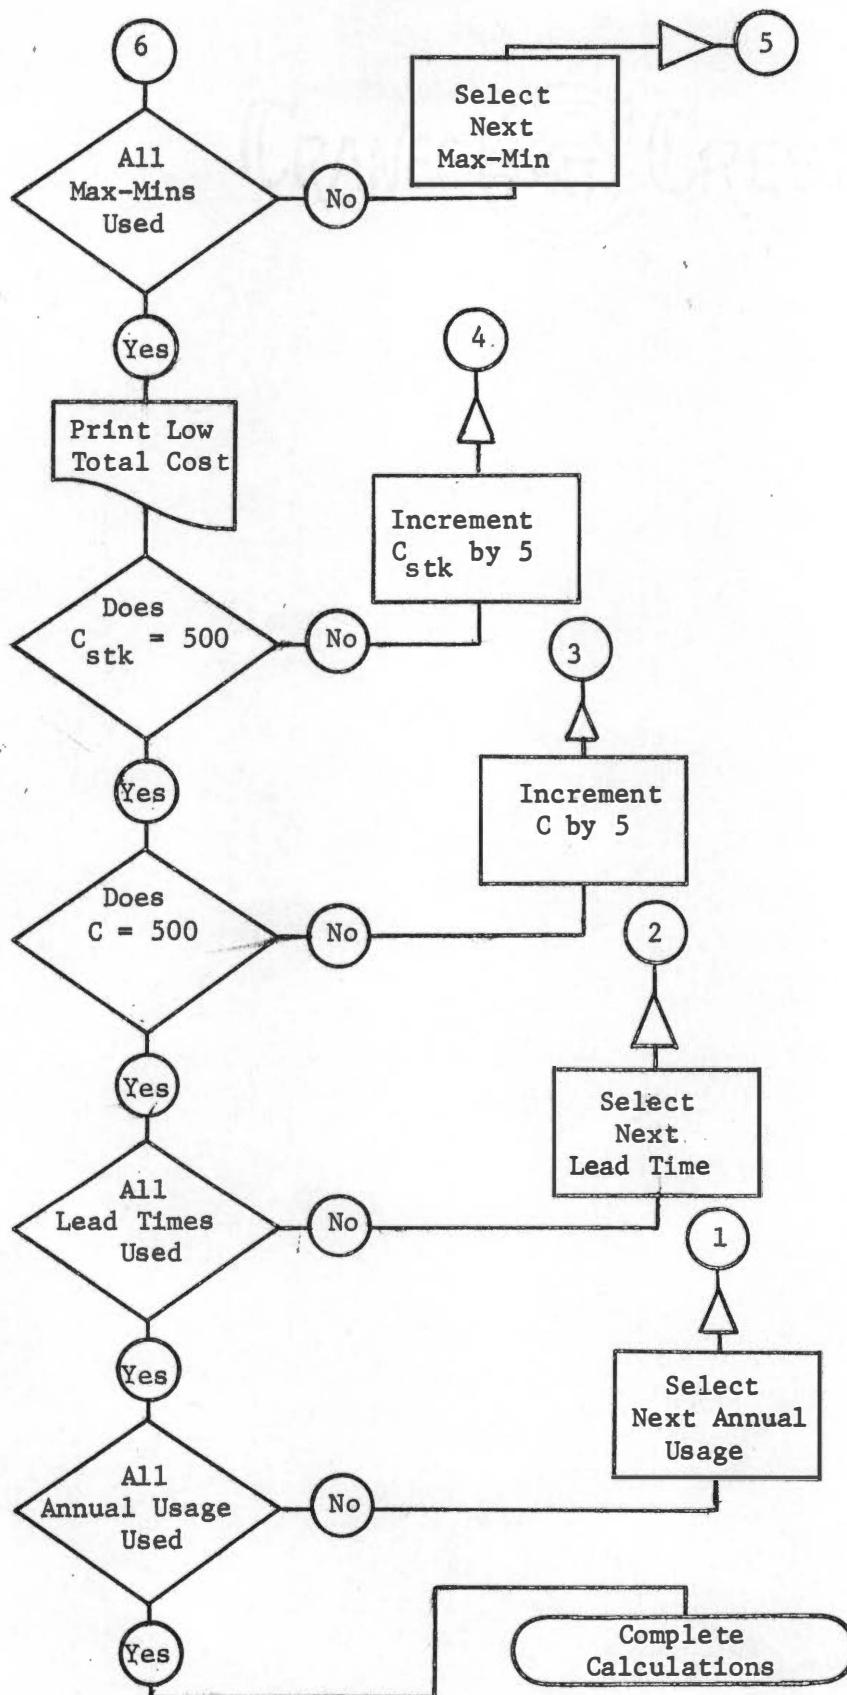 6
5
Select
Next
Max-Min
All
Max-Mins
Used
No
Yes
4
Print Low
Total Cost
Increment
C_stk by 5
Does
C_stk = 500
No
3
Yes
Increment
C by 5
Does
C = 500
No
2
Yes
Select
Next
Lead Time
All
Lead Times
Used
No
1
Yes
Select
Next Annual
Usage
All
Annual Usage
Used
No
Yes
Complete
Calculations